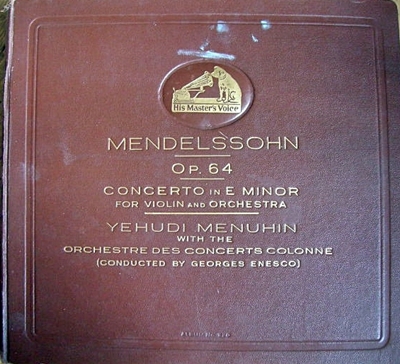 His Master's Voice
MENDELSSOHN
OP. 64
CONCERTO IN E MINOR
FOR VIOLIN AND ORCHESTRA
YEHUDI MENUHIN
WITH THE
ORCHESTRE DES CONCERTS COLONNE
(CONDUCTED BY GEORGES ENESCO)